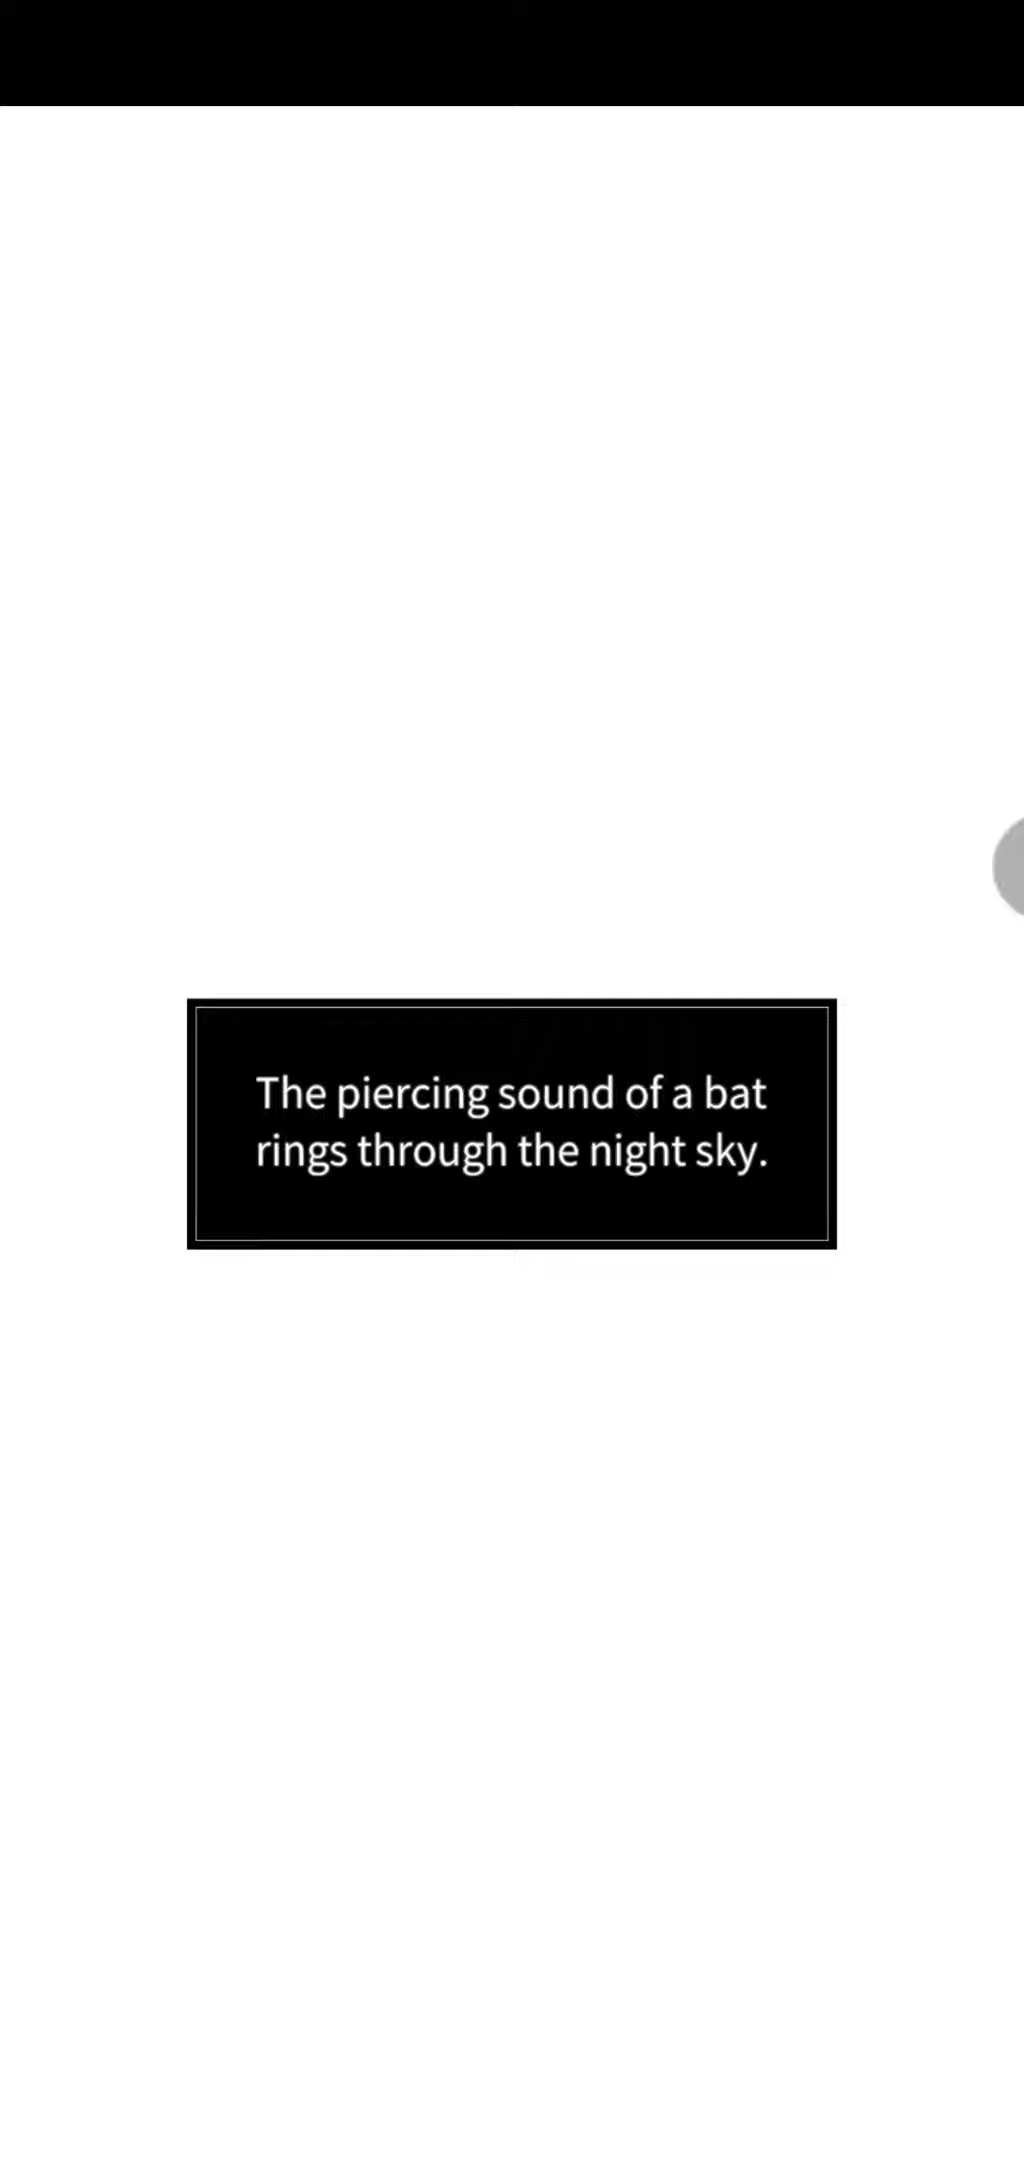 The piercing sound of a bat
rings through the night sky.